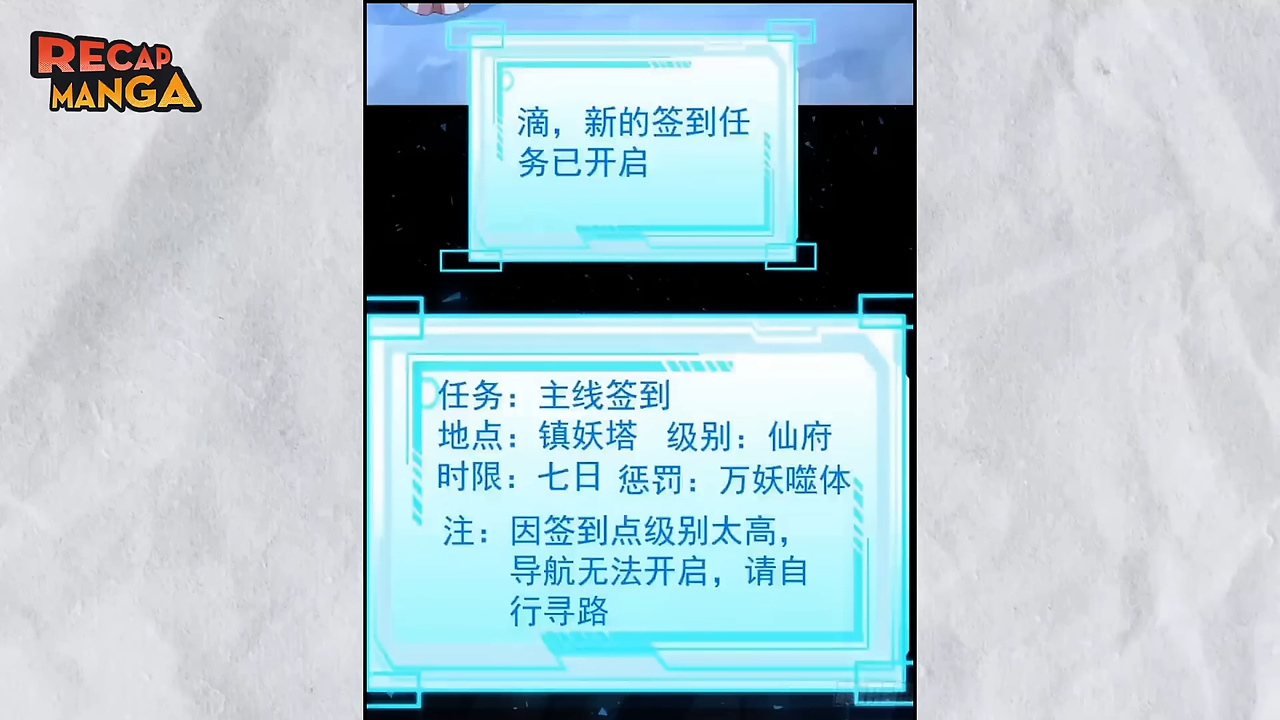 RECAP
MANGA
滴，新的签到任
务已开启
任务：主线签到
地点：镇妖塔 级别：仙府
时限：七日 惩罚：万妖噬体
注：因签到点级别太高，
导航无法开启，请自
行寻路